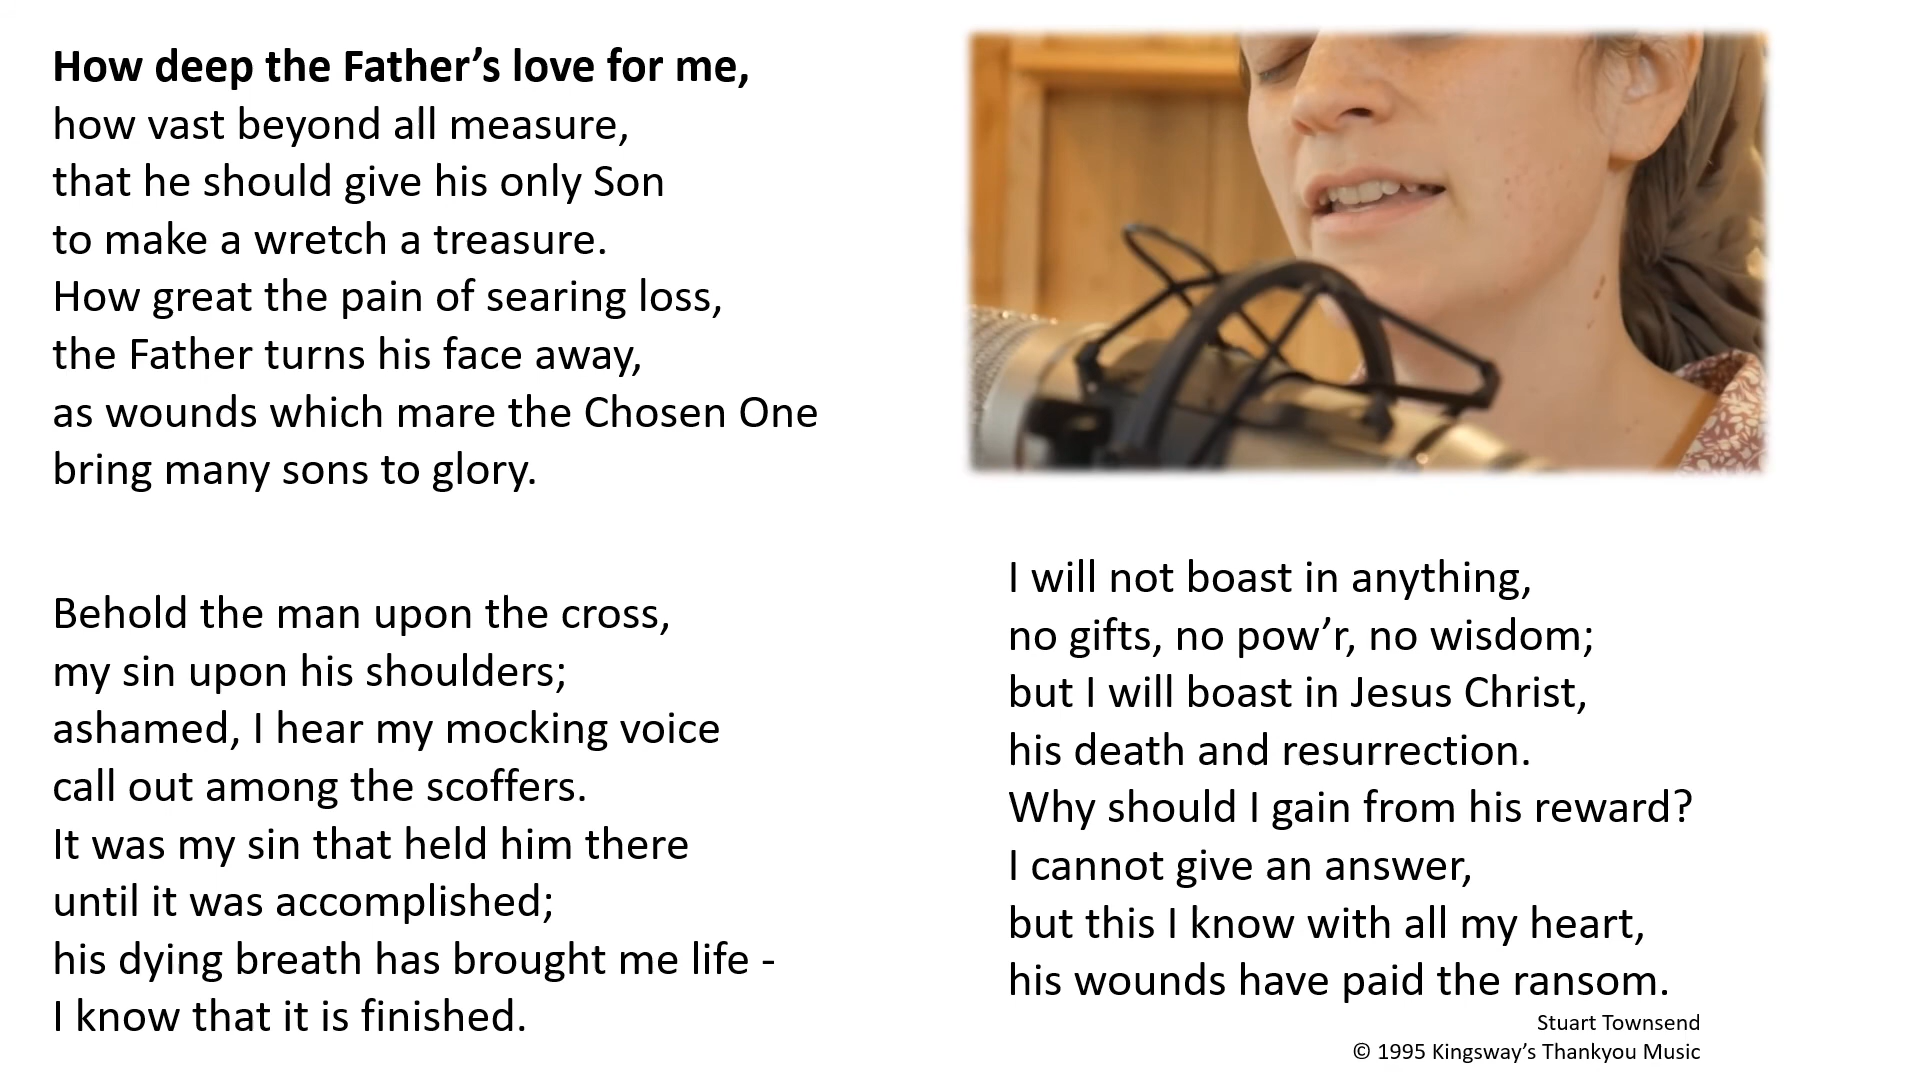 How deep the Father’s love for me,
how vast beyond all measure,
that he should give his only Son
to make a wretch a treasure.
How great the pain of searing loss,
the Father turns his face away,
as wounds which mare the Chosen One
bring many sons to glory.
Behold the man upon the cross,
my sin upon his shoulders;
ashamed, I hear my mocking voice
call out among the scoffers.
It was my sin that held him there
until it was accomplished;
his dying breath has brought me life -
I know that it is finished.
I will not boast in anything,
no gifts, no pow’r, no wisdom;
but I will boast in Jesus Christ,
his death and resurrection.
Why should I gain from his reward?
I cannot give an answer,
but this I know with all my heart,
his wounds have paid the ransom.
Stuart Townsend
© 1995 Kingsway’s Thankyou Music